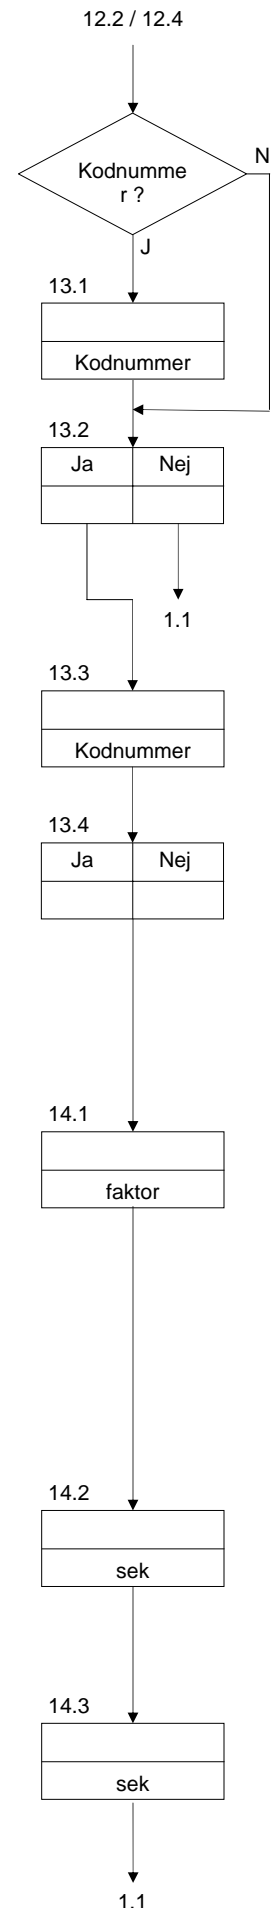 12.2 / 12.4
Kodnumme
r ?
N
J
13.1
Kodnummer
13.2
Ja Nej
1.1
13.3
Kodnummer
13.4
Ja Nej
14.1
faktor
14.2
sek
14.3
sek
1.1